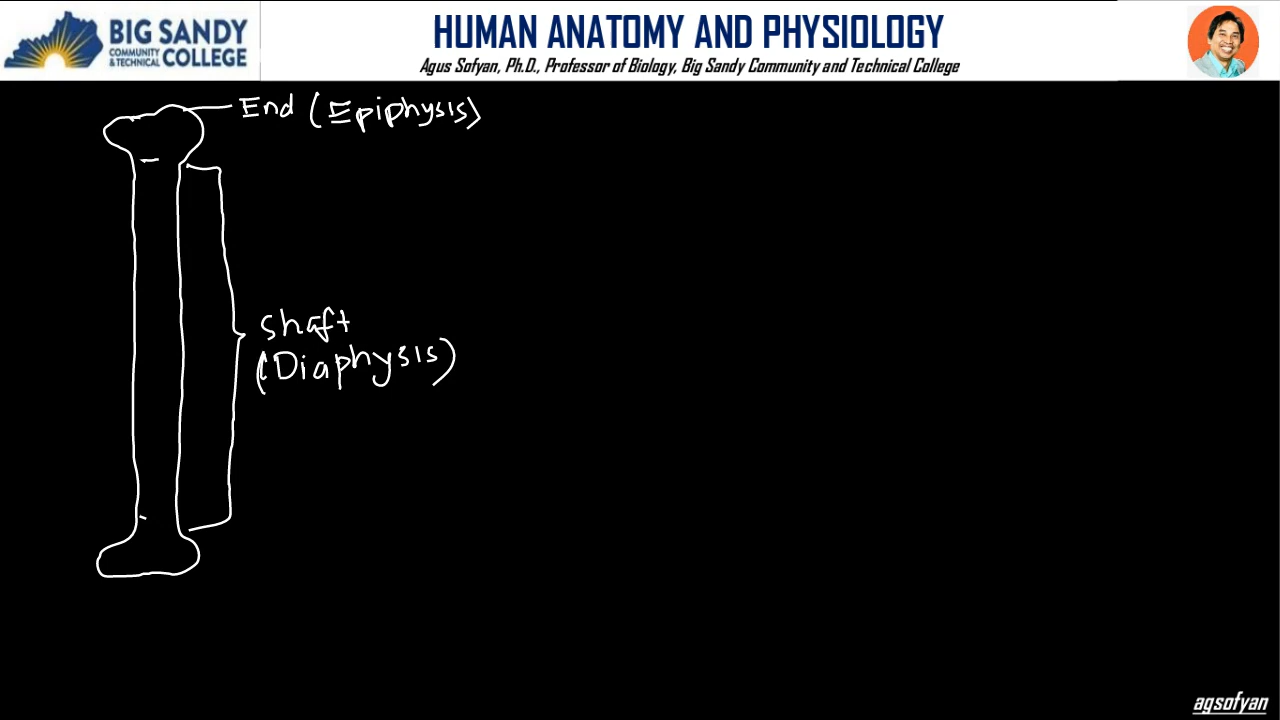 BIG SANDY
COMMUNITY
& TECHNICAL
COLLEGE
HUMAN ANATOMY AND PHYSIOLOGY
Agus Sofyan, Ph.D., Professor of Biology, Big Sandy Community and Technical College
End (Epiphysis)
Shaft
(Diaphysis)
agsofyan